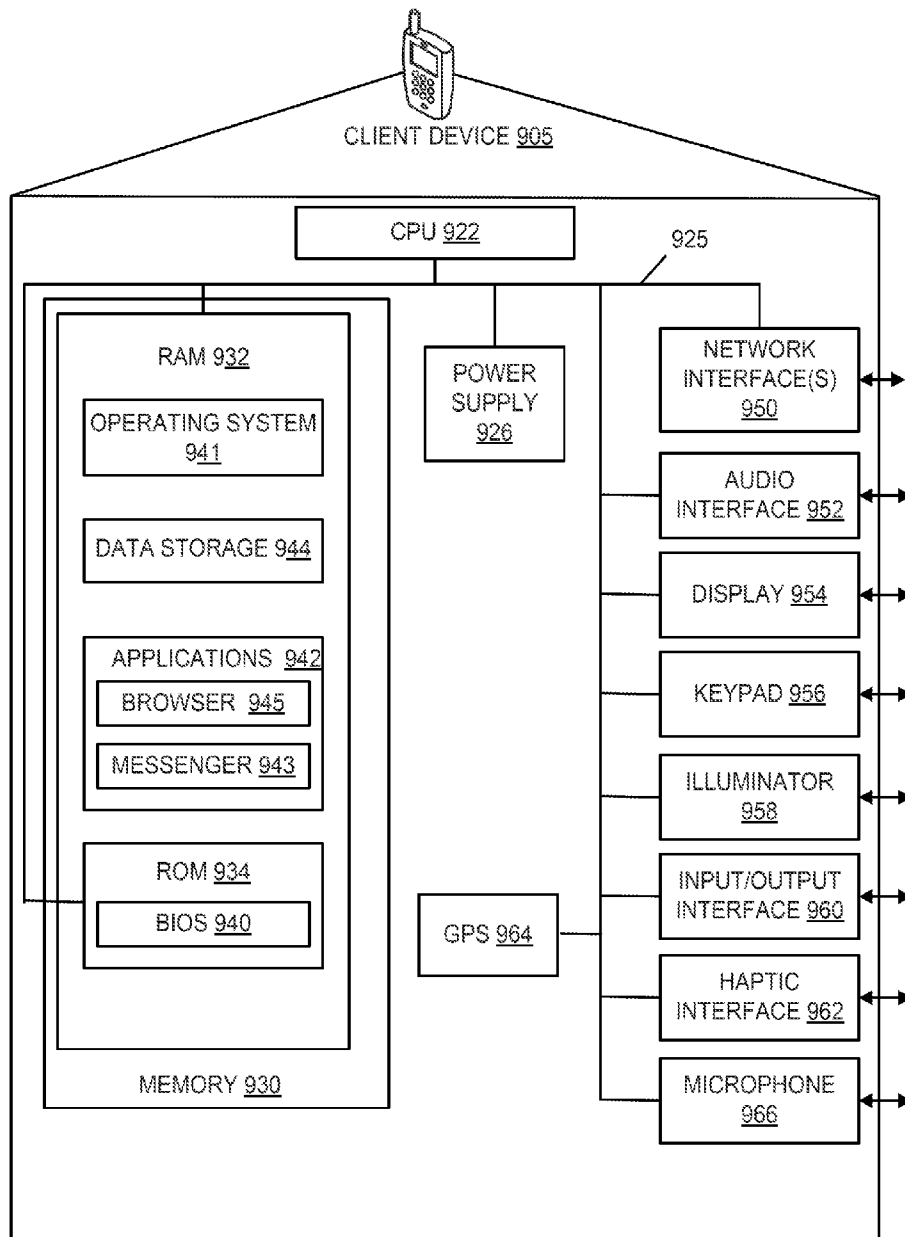 CLIENT DEVICE 905
CPU 922
925
RAM 932
OPERATING SYSTEM
941
DATA STORAGE 944
APPLICATIONS 942
BROWSER 945
MESSENGER 943
ROM 934
BIOS 940
MEMORY 930
POWER
SUPPLY
926
GPS 964
NETWORK
INTERFACE(S)
950
AUDIO
INTERFACE 952
DISPLAY 954
KEYPAD 956
ILLUMINATOR
958
INPUT/OUTPUT
INTERFACE 960
HAPTIC
INTERFACE 962
MICROPHONE
966